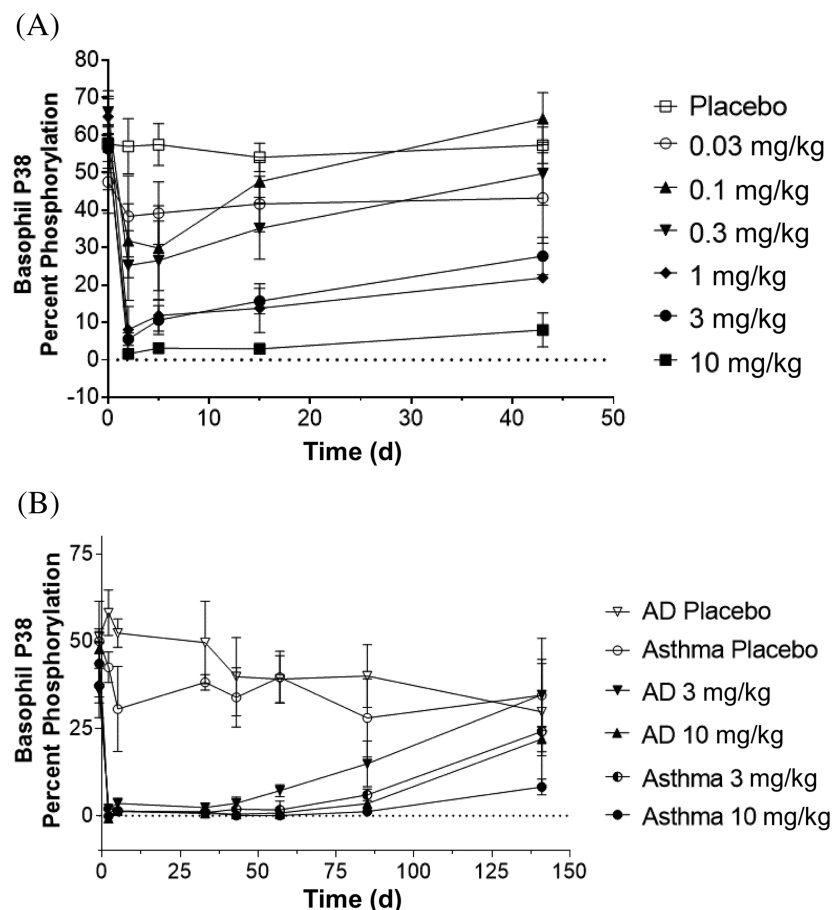 (A)
Basophil P38
Percent Phosphorylation
80
70
60
50
40
30
20
10
0
-10
0
10
20
30
40
50
Time (d)
Placebo
0.03 mg/kg
0.1 mg/kg
0.3 mg/kg
1 mg/kg
3 mg/kg
10 mg/kg
(B)
Basophil P38
Percent Phosphorylation
75
50
25
0
0
25
50
75
100
125
150
Time (d)
AD Placebo
Asthma Placebo
AD 3 mg/kg
AD 10 mg/kg
Asthma 3 mg/kg
Asthma 10 mg/kg